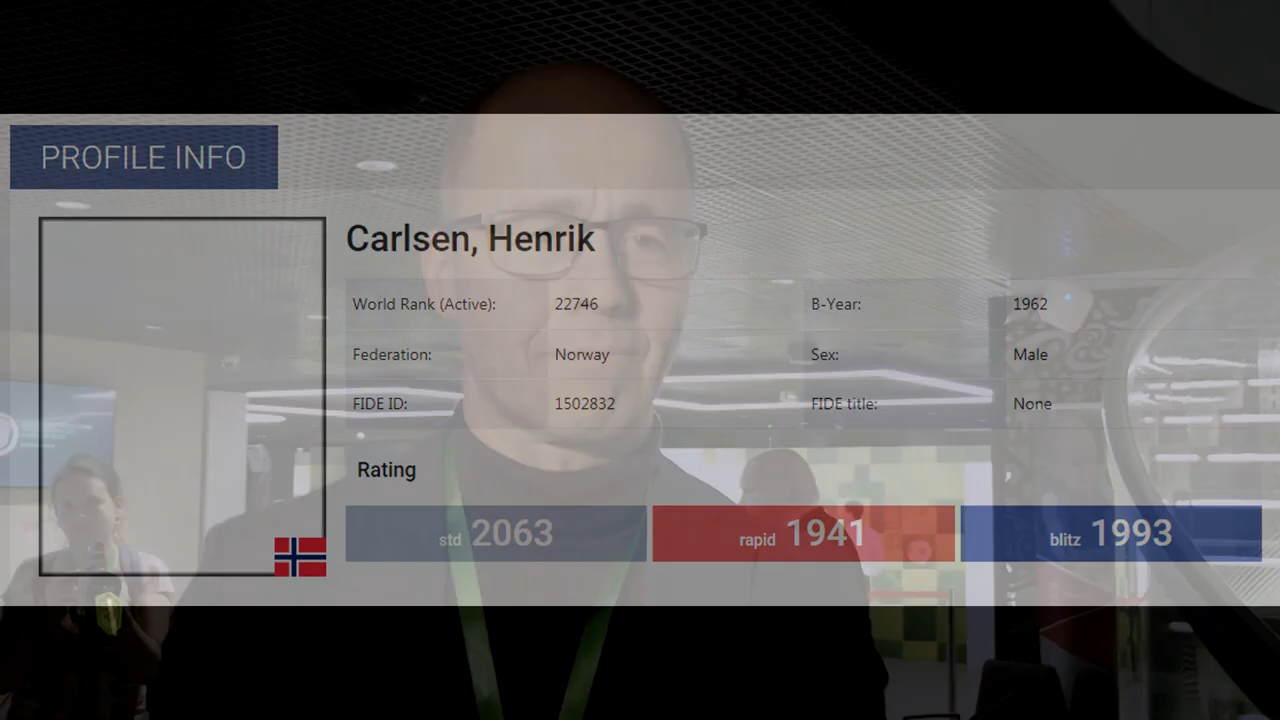 PROFILE INFO
Carlsen, Henrik
World Rank (Active): 22746 B-Year: 1962
Federation: Norway Sex: Male
FIDE ID: 1502832 FIDE title: None
Rating
std 2063 rapid 1941 blitz 1993